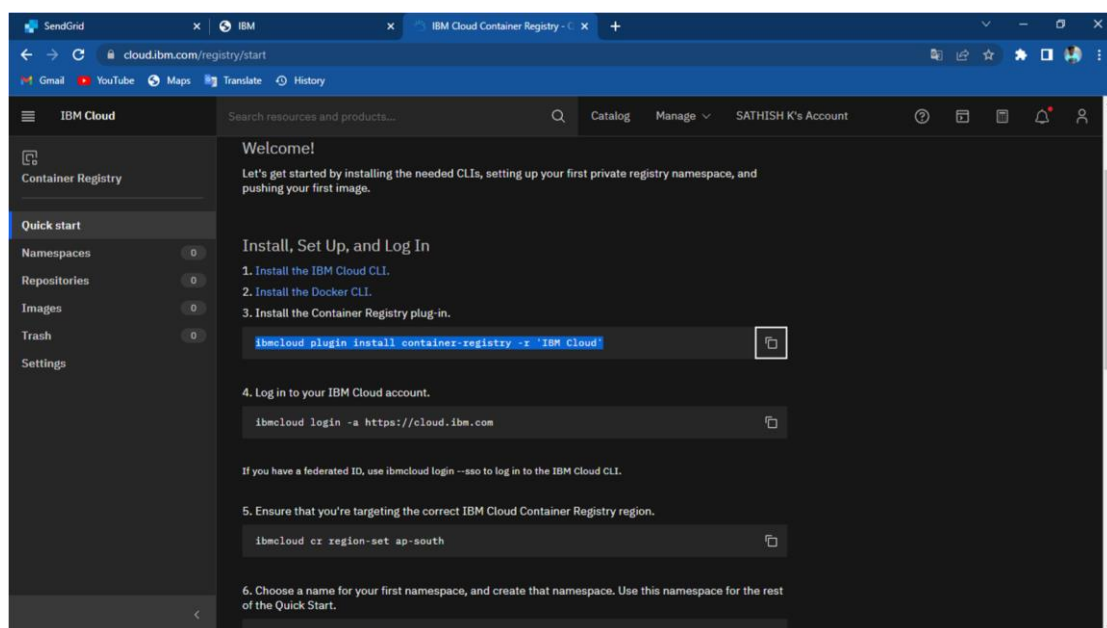 SendGrid
IBM
IBM Cloud Container Registry - C
cloud.ibm.com/registry/start
Gmail
YouTube
Maps
Translate
History
IBM Cloud
Search resources and products...
Catalog
Manage
SATHISH K's Account
Container Registry
Quick start
Namespaces 0
Repositories 0
Images 0
Trash 0
Settings
Welcome!
Let's get started by installing the needed CLIs, setting up your first private registry namespace, and
pushing your first image.
Install, Set Up, and Log In
1. Install the IBM Cloud CLI.
2. Install the Docker CLI.
3. Install the Container Registry plug-in.
ibmcloud plugin install container-registry -r 'IBM Cloud'
4. Log in to your IBM Cloud account.
ibmcloud login -a https://cloud.ibm.com
If you have a federated ID, use ibmcloud login --sso to log in to the IBM Cloud CLI.
5. Ensure that you're targeting the correct IBM Cloud Container Registry region.
ibmcloud cr region-set ap-south
6. Choose a name for your first namespace, and create that namespace. Use this namespace for the rest
of the Quick Start.